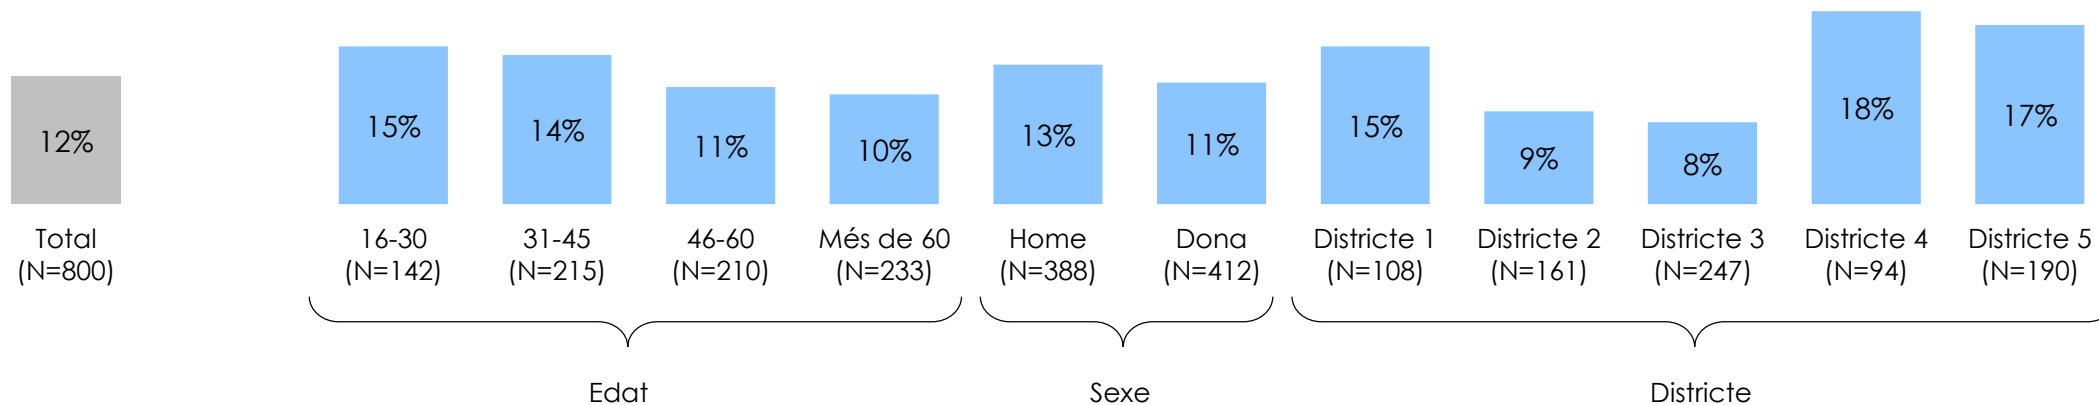 12%
15%
14%
11%
10%
13%
11%
15%
9%
8%
18%
17%
Total
(N=800)
16-30
(N=142)
31-45
(N=215)
46-60
(N=210)
Més de 60
(N=233)
Home
(N=388)
Dona
(N=412)
Districte 1
(N=108)
Districte 2
(N=161)
Districte 3
(N=247)
Districte 4
(N=94)
Districte 5
(N=190)
Edat
Sexe
Districte